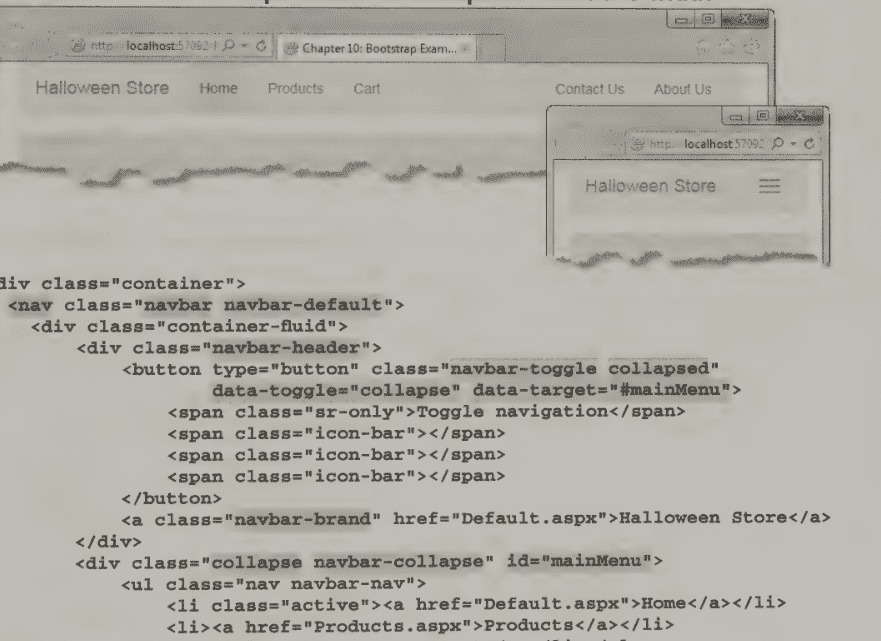 http localhost:57092 Chapter 10: Bootstrap Exam...
Halloween Store Home Products Cart Contact Us About Us
http localhost:57092
Halloween Store
div class="container">
<nav class="navbar navbar-default">
<div class="container-fluid">
<div class="navbar-header">
<button type="button" class="navbar-toggle collapsed"
data-toggle="collapse" data-target="#mainMenu">
<span class="sr-only">Toggle navigation</span>
<span class="icon-bar"></span>
<span class="icon-bar"></span>
<span class="icon-bar"></span>
</button>
<a class="navbar-brand" href="Default.aspx">Halloween Store</a>
</div>
<div class="collapse navbar-collapse" id="mainMenu">
<ul class="nav navbar-nav">
<li class="active"><a href="Default.aspx">Home</a></li>
<li><a href="Products.aspx">Products</a></li>